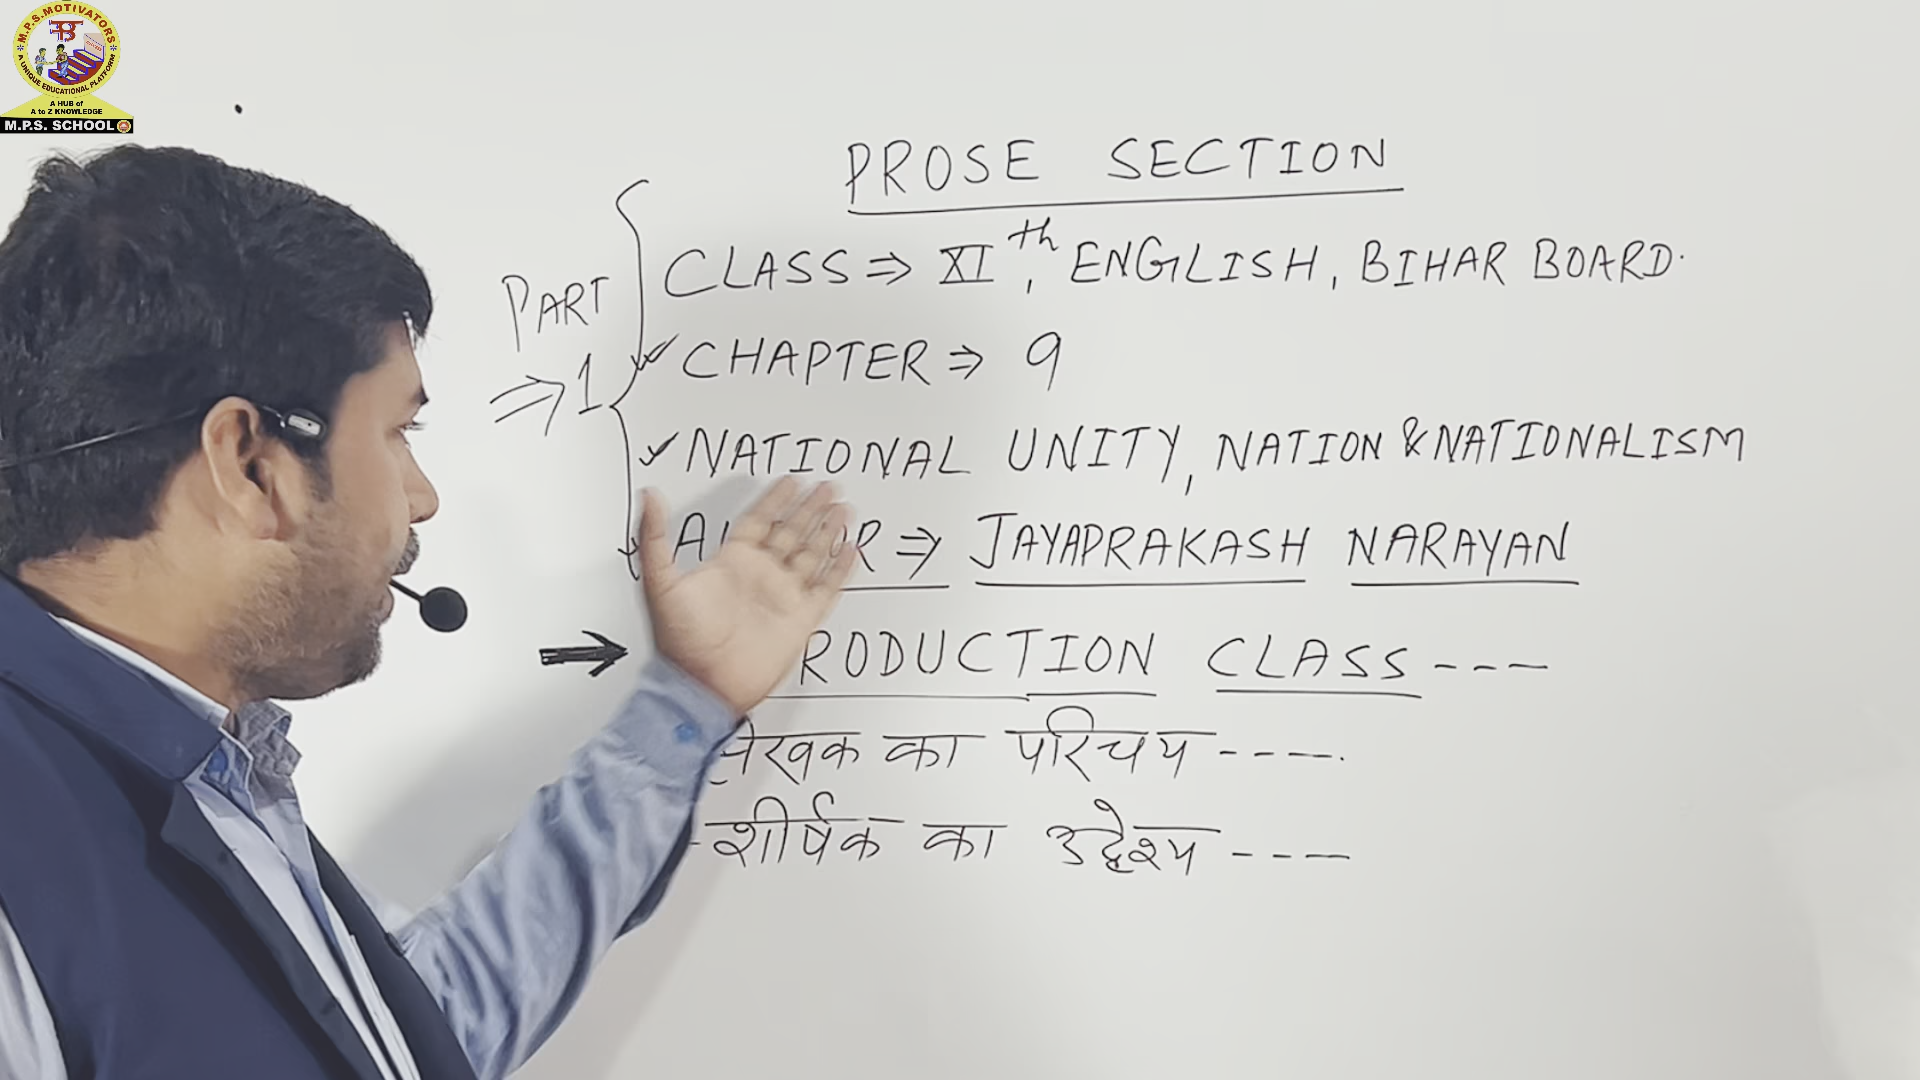 M.P.S.MOTIVATORS
A UNIQUE EDUCATIONAL PLATFORM
A HUB of
A to Z KNOWLEDGE
M.P.S. SCHOOL
PROSE SECTION
PART
⇒ 1
CLASS ⇒ XIth, ENGLISH, BIHAR BOARD.
CHAPTER ⇒ 9
NATIONAL UNITY, NATION & NATIONALISM
⇒ JAYAPRAKASH NARAYAN
RODUCTION CLASS ---
लेखक का परिचय ----.
-शीर्षक का उद्देश्य ----